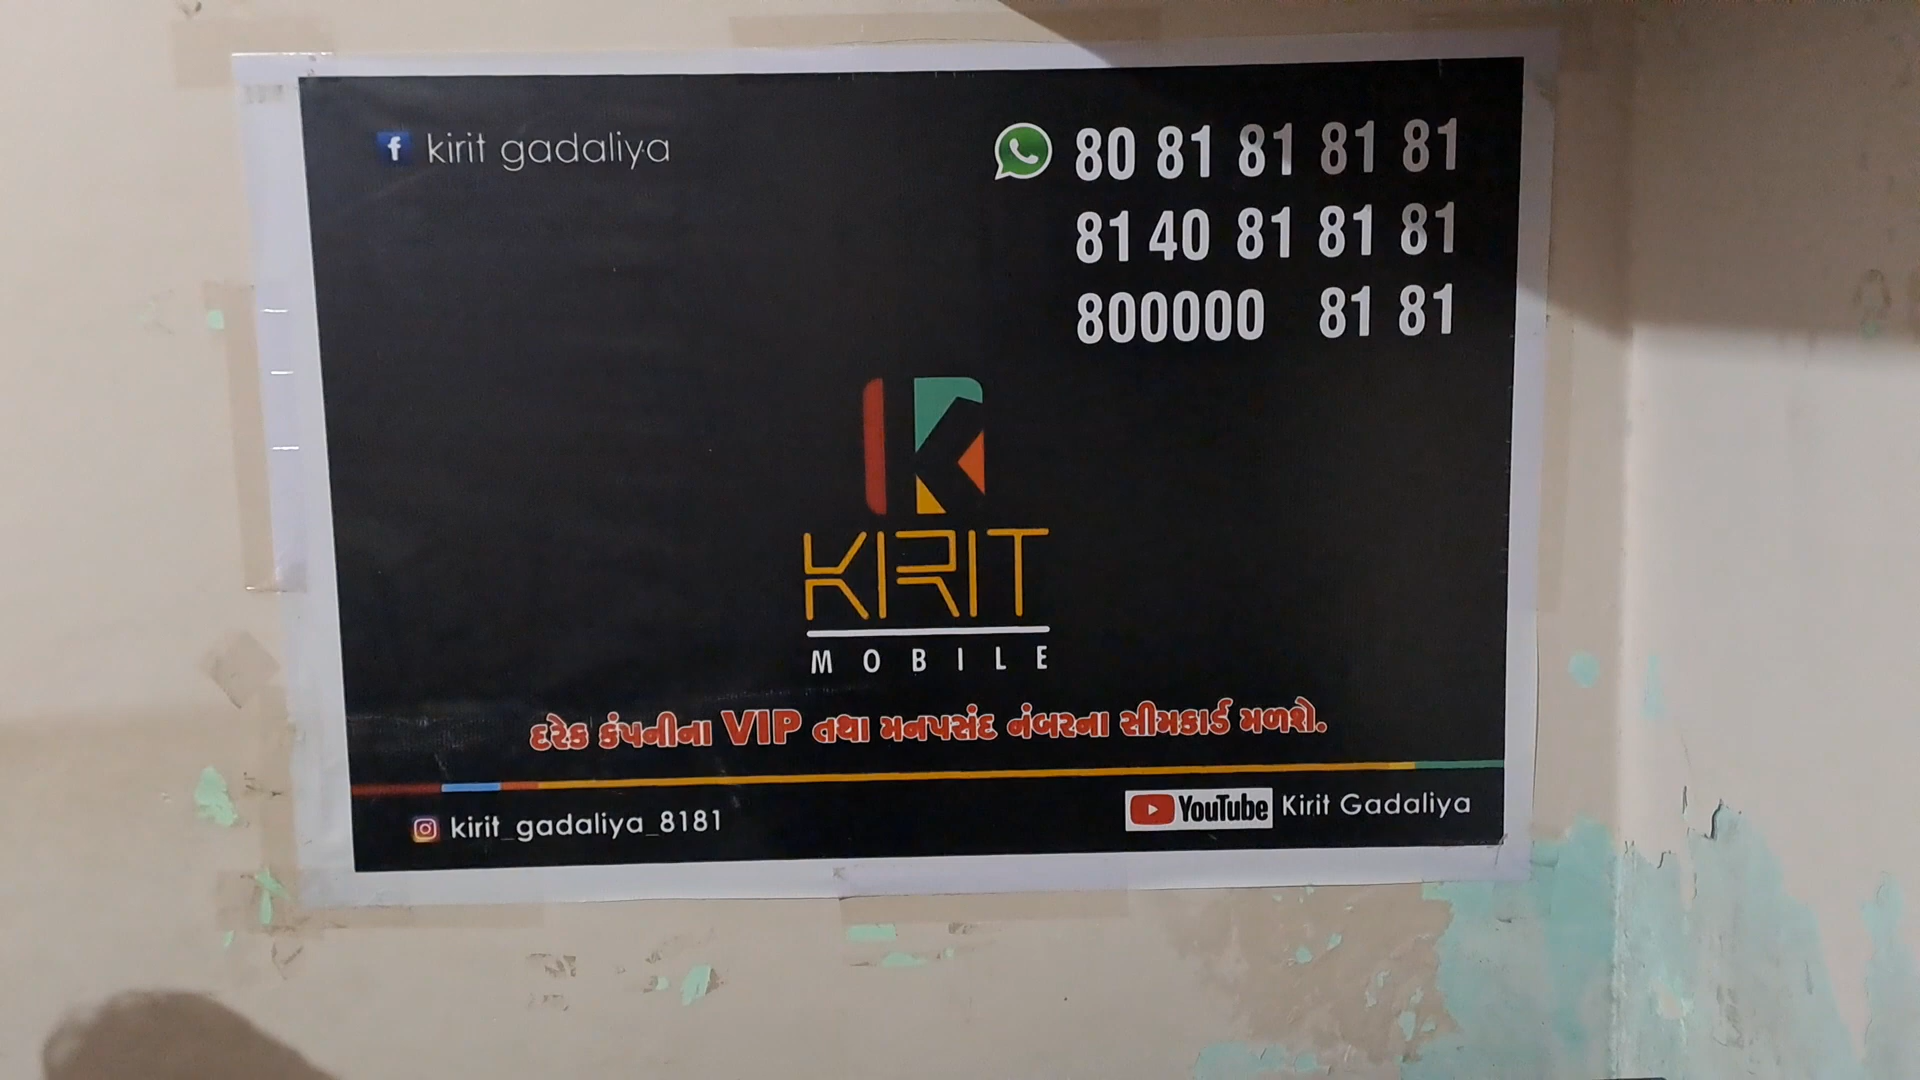 kirit gadaliya
80 81 81 81 81
81 40 81 81 81
800000 81 81
KIRIT
MOBILE
દરેક કંપનીના VIP તથા મનપસંદ નંબરના સીમકાર્ડ મળશે.
kirit_gadaliya_8181
YouTube Kirit Gadaliya